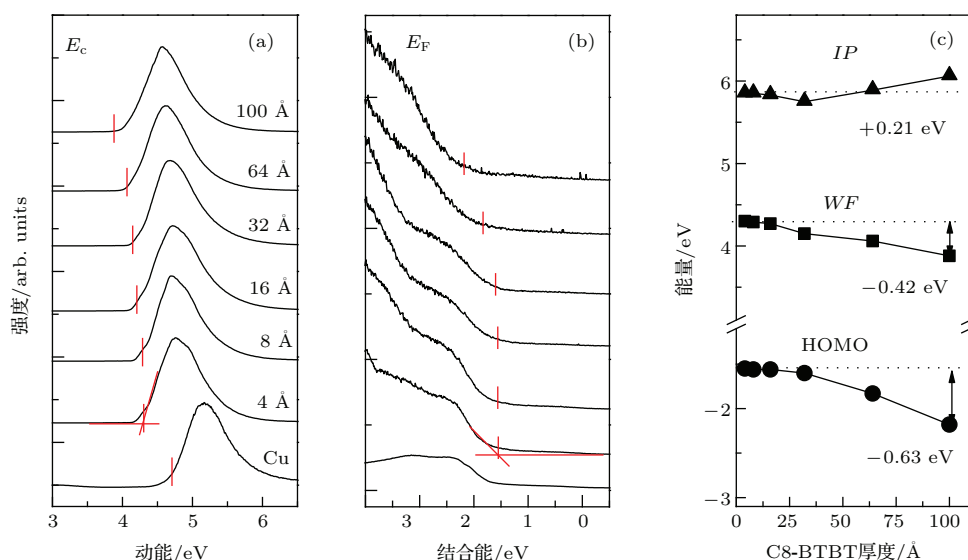 强度/arb. units
E_c
(a)
100 Å
64 Å
32 Å
16 Å
8 Å
4 Å
Cu
3 4 5 6
动能/eV
E_F
(b)
3 2 1 0
结合能/eV
能量/eV
(c)
IP
6
+0.21 eV
WF
4
−0.42 eV
HOMO
−2
−0.63 eV
−3
0 25 50 75 100
C8-BTBT厚度/Å